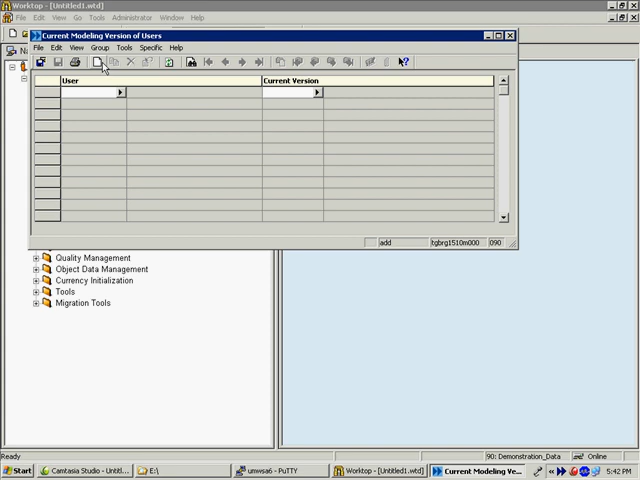 Worktop - [Untitled1.wtd]
File Edit View Go Tools Administrator Window Help
Current Modeling Version of Users
File Edit View Group Tools Specific Help
User Current Version
add tgbrg1510m000 090
Quality Management
Object Data Management
Currency Initialization
Tools
Migration Tools
Ready 90: Demonstration_Data Online
Start Camtasia Studio - Untitl... E:\ umwsa6 - PuTTY Worktop - [Untitled1.wtd] Current Modeling Ve... 5:42 PM